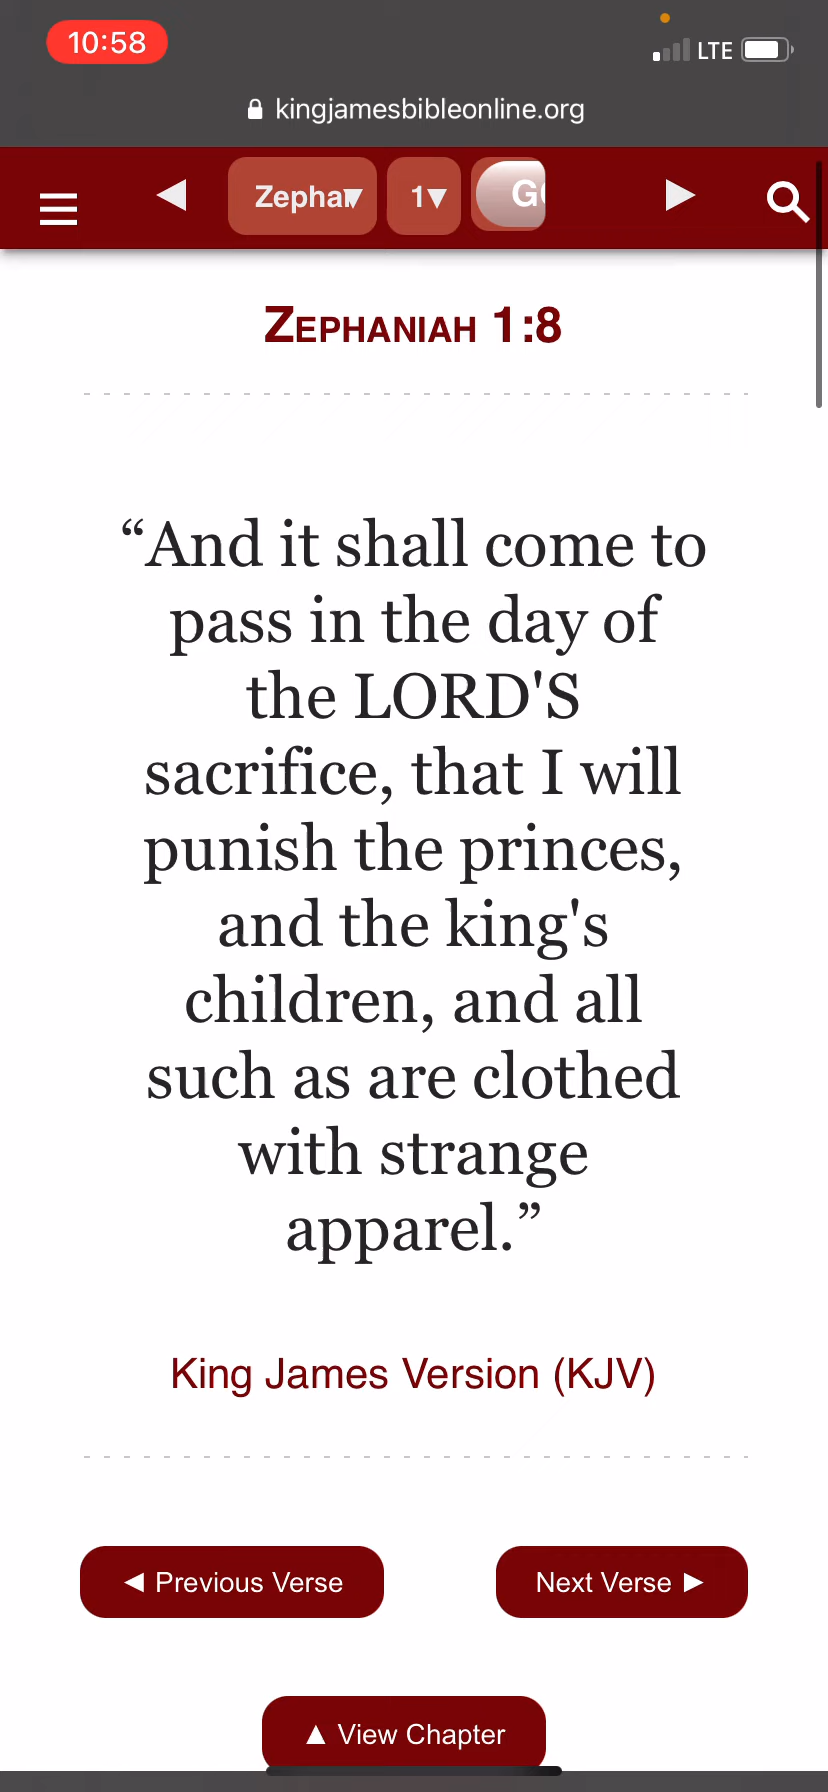 10:58
LTE
kingjamesbibleonline.org
1
ZEPHANIAH 1:8
“And it shall come to
pass in the day of
the LORD'S
sacrifice, that I will
punish the princes,
and the king's
children, and all
such as are clothed
with strange
apparel.”
King James Version (KJV)
◄ Previous Verse
Next Verse ►
▲ View Chapter